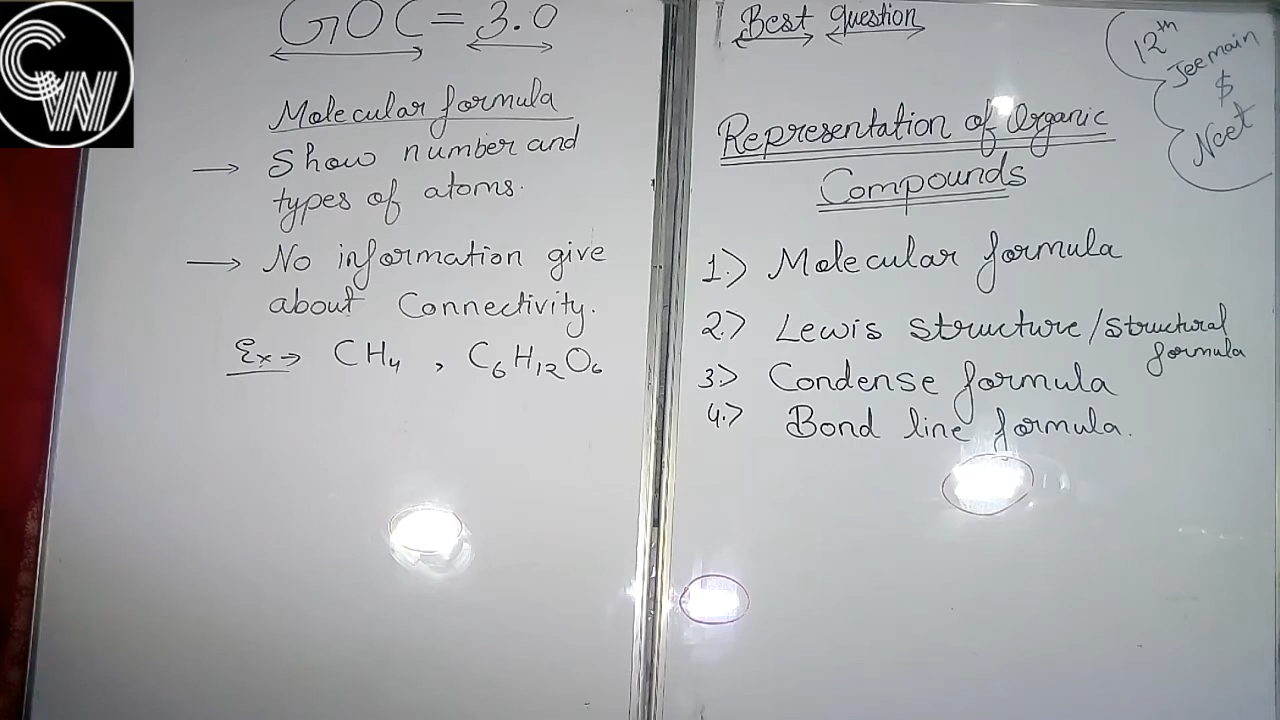 GOC = 3.0
Molecular formula
→ Show number and
types of atoms.
→ No information give
about Connectivity.
Ex → CH₄ , C₆H₁₂O₆
Best question
12th
Jee main
$
Neet
Representation of Organic
Compounds
1.> Molecular formula
2.> Lewis structure/structural
formula
3.> Condense formula
4.> Bond line formula.